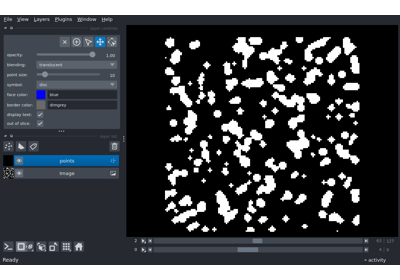 File View Layers Plugins Window Help
opacity: 1.00
blending: translucent
point size: 10
symbol: disc
face color: blue
border color: dimgrey
display text:
out of slice:
points
Image
2
0
Ready
activity